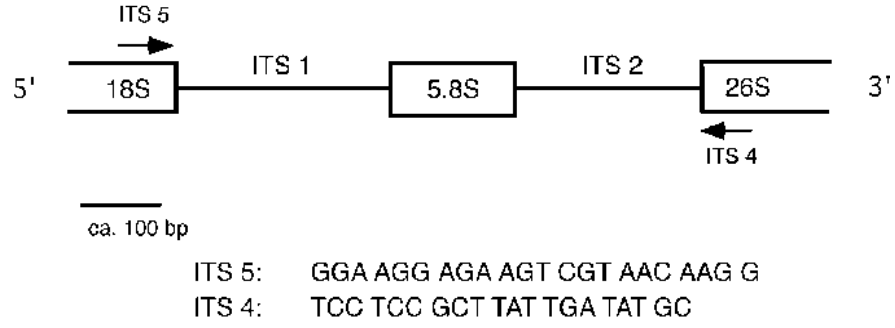 ITS 5
ITS 1
ITS 2
5'
18S
5.8S
26S
3'
ITS 4
ca. 100 bp
ITS 5: GGA AGG AGA AGT CGT AAC AAG G
ITS 4: TCC TCC GCT TAT TGA TAT GC